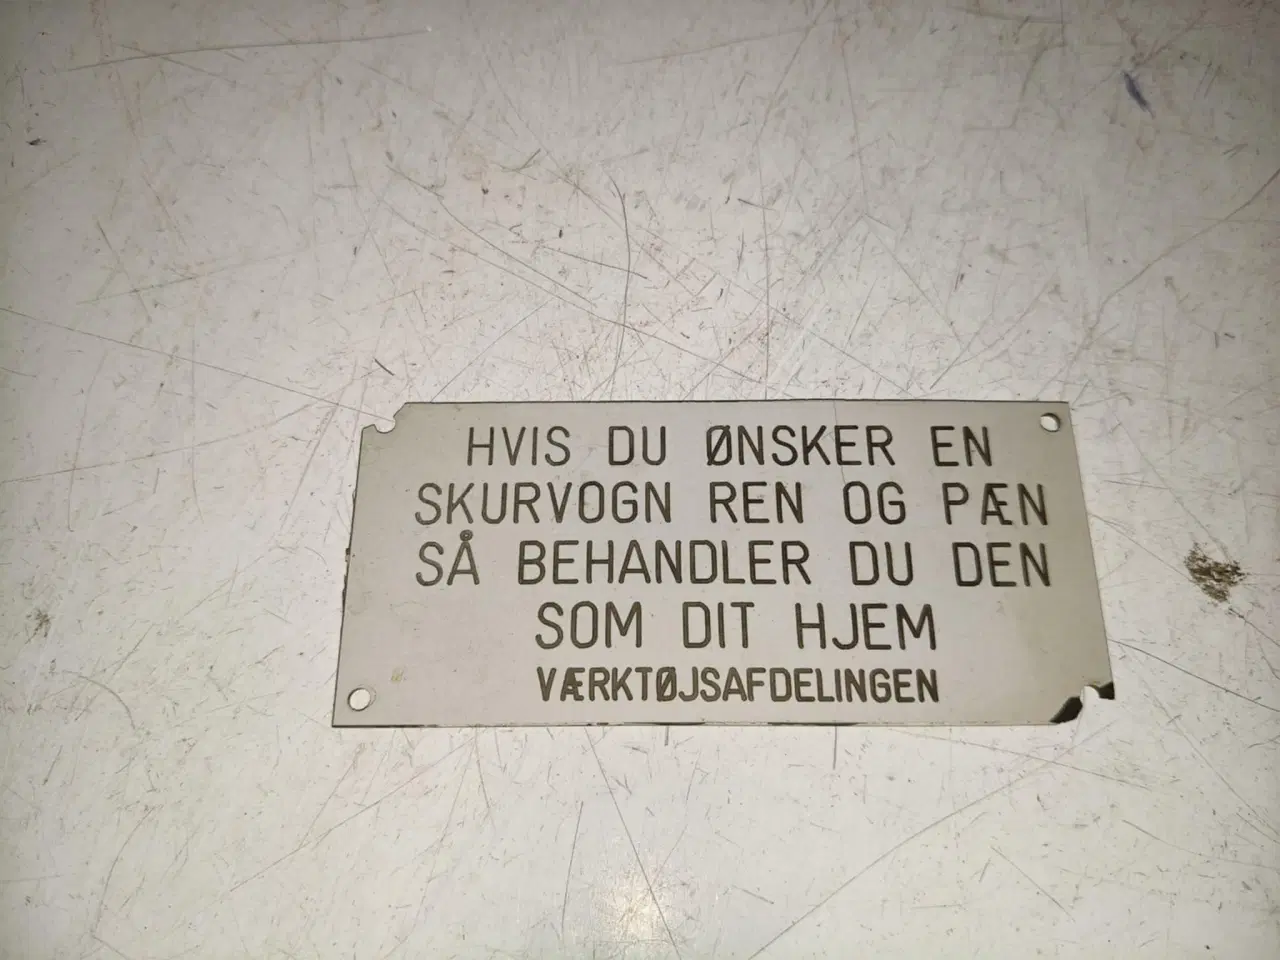 HVIS DU ØNSKER EN
SKURVOGN REN OG PÆN
SÅ BEHANDLER DU DEN
SOM DIT HJEM
VÆRKTØJSAFDELINGEN